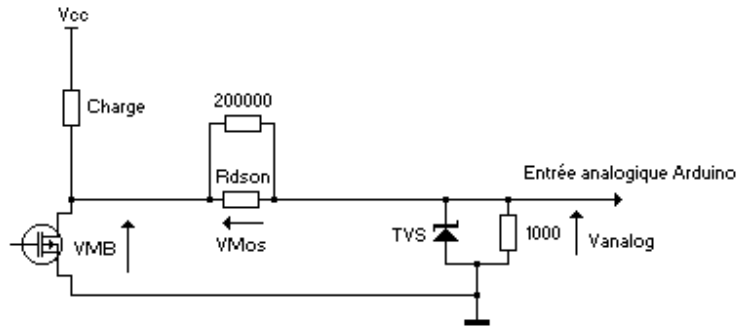 Vcc
Charge
200000
Rdson
VMos
VMB
Entrée analogique Arduino
TVS
1000
Vanalog